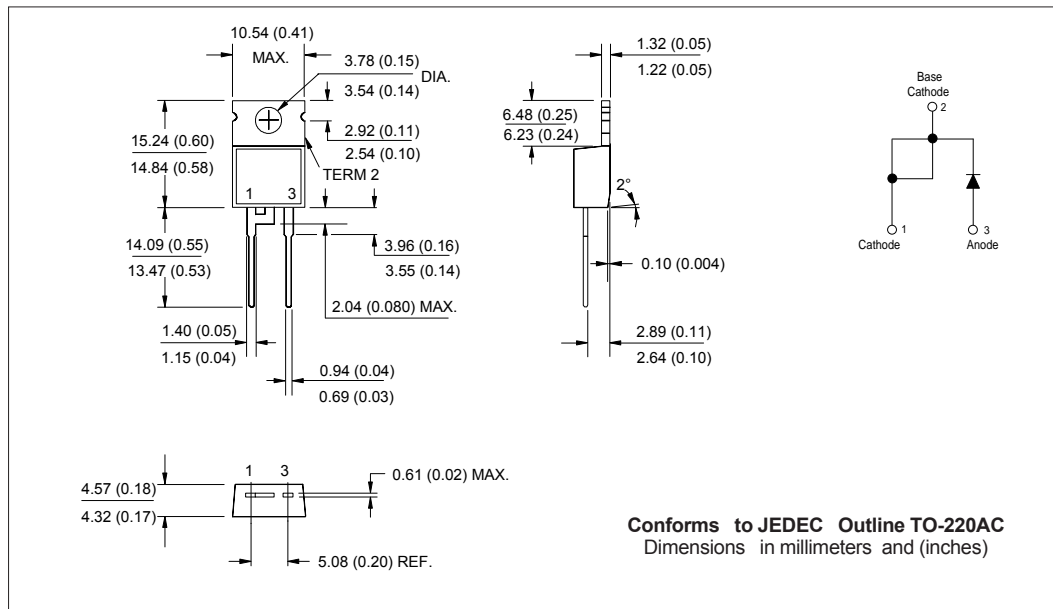 10.54 (0.41)
MAX.
3.78 (0.15)
3.54 (0.14)
DIA.
2.92 (0.11)
2.54 (0.10)
TERM 2
15.24 (0.60)
14.84 (0.58)
1 3
14.09 (0.55)
13.47 (0.53)
3.96 (0.16)
3.55 (0.14)
2.04 (0.080) MAX.
1.40 (0.05)
1.15 (0.04)
0.94 (0.04)
0.69 (0.03)
1.32 (0.05)
1.22 (0.05)
6.48 (0.25)
6.23 (0.24)
2°
0.10 (0.004)
2.89 (0.11)
2.64 (0.10)
Base
Cathode
2
1
Cathode
3
Anode
1 3
4.57 (0.18)
4.32 (0.17)
0.61 (0.02) MAX.
5.08 (0.20) REF.
Conforms to JEDEC Outline TO-220AC
Dimensions in millimeters and (inches)